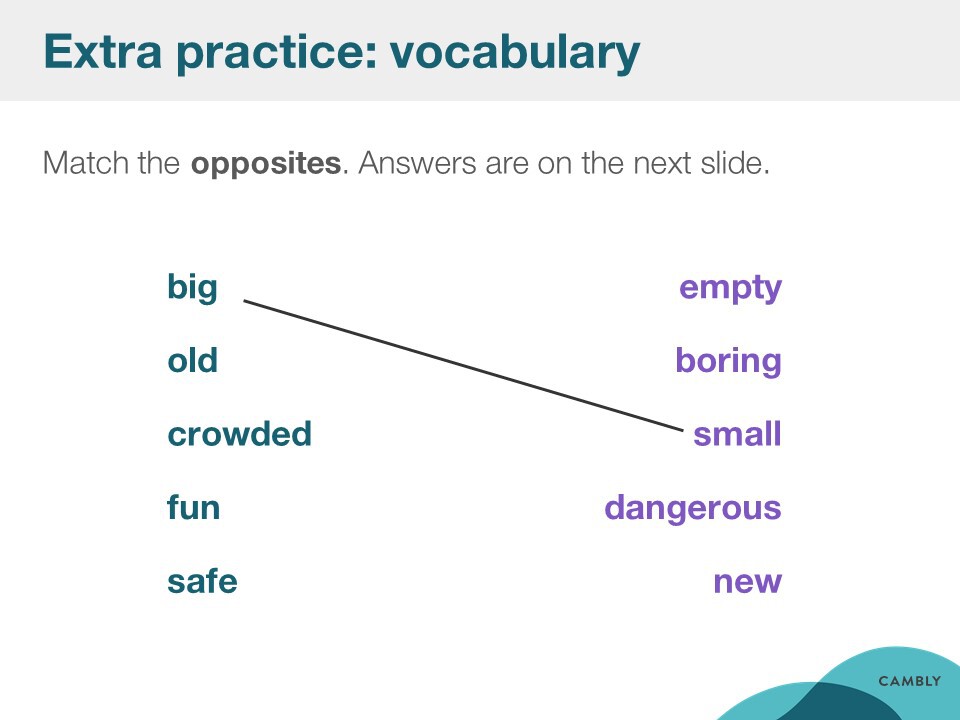 Extra practice: vocabulary
Match the opposites. Answers are on the next slide.
big empty
old boring
crowded small
fun dangerous
safe new
CAMBLY